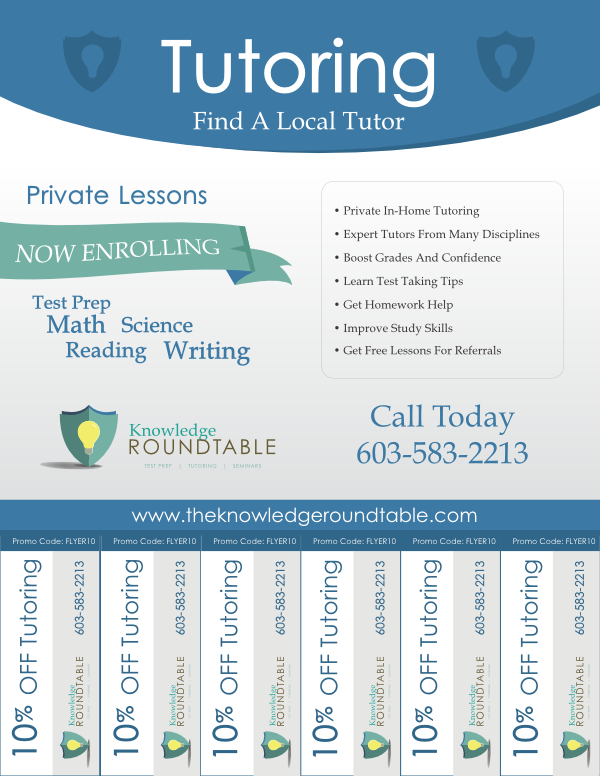 Tutoring
Find A Local Tutor
Private Lessons
NOW ENROLLING
Test Prep
Math Science
Reading Writing
• Private In-Home Tutoring
• Expert Tutors From Many Disciplines
• Boost Grades And Confidence
• Learn Test Taking Tips
• Get Homework Help
• Improve Study Skills
• Get Free Lessons For Referrals
Knowledge
ROUNDTABLE
TEST PREP | TUTORING | SEMINARS
Call Today
603-583-2213
www.theknowledgeroundtable.com
Promo Code: FLYER10
10% OFF Tutoring
603-583-2213
Knowledge
ROUNDTABLE
Promo Code: FLYER10
10% OFF Tutoring
603-583-2213
Knowledge
ROUNDTABLE
Promo Code: FLYER10
10% OFF Tutoring
603-583-2213
Knowledge
ROUNDTABLE
Promo Code: FLYER10
10% OFF Tutoring
603-583-2213
Knowledge
ROUNDTABLE
Promo Code: FLYER10
10% OFF Tutoring
603-583-2213
Knowledge
ROUNDTABLE
Promo Code: FLYER10
10% OFF Tutoring
603-583-2213
Knowledge
ROUNDTABLE